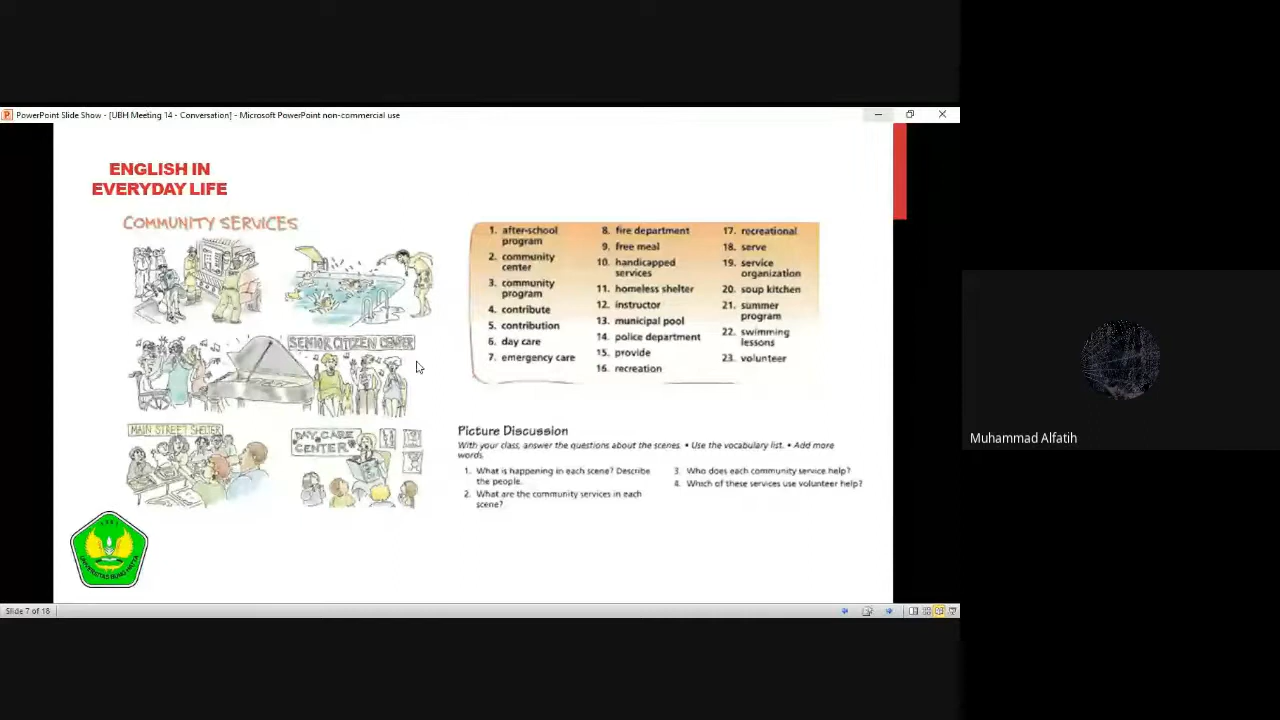 PowerPoint Slide Show - [UBH Meeting 14 - Conversation] - Microsoft PowerPoint non-commercial use
ENGLISH IN
EVERYDAY LIFE
COMMUNITY SERVICES
SENIOR CITIZEN CENTER
MAIN STREET SHELTER
CARE
CENTER
UNIVERSITAS BUNG HATTA
1. after-school
program
2. community
center
3. community
program
4. contribute
5. contribution
6. day care
7. emergency care
8. fire department
9. free meal
10. handicapped
services
11. homeless shelter
12. instructor
13. municipal pool
14. police department
15. provide
16. recreation
17. recreational
18. serve
19. service
organization
20. soup kitchen
21. summer
program
22. swimming
lessons
23. volunteer
Picture Discussion
With your class, answer the questions about the scenes. • Use the vocabulary list. • Add more
words.
1. What is happening in each scene? Describe
the people.
2. What are the community services in each
scene?
3. Who does each community service help?
4. Which of these services use volunteer help?
Slide 7 of 18
Muhammad Alfatih